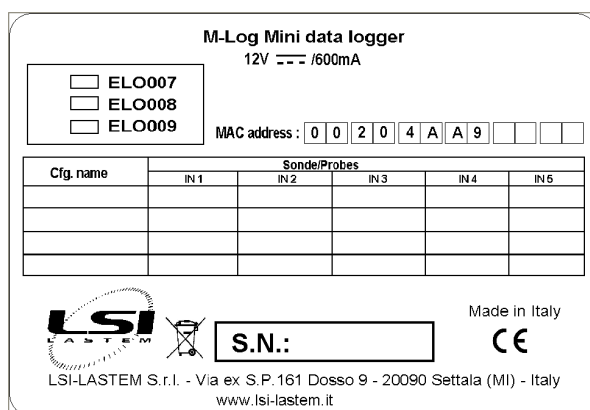 M-Log Mini data logger
12V /600mA
ELO007
ELO008
ELO009
MAC address : 0 0 2 0 4 A A 9
Cfg. name
Sonde/Probes
IN 1 IN 2 IN 3 IN 4 IN 5
LSI
LASTEM
S.N.:
Made in Italy
CE
LSI-LASTEM S.r.l. - Via ex S.P.161 Dosso 9 - 20090 Settala (MI) - Italy
www.lsi-lastem.it